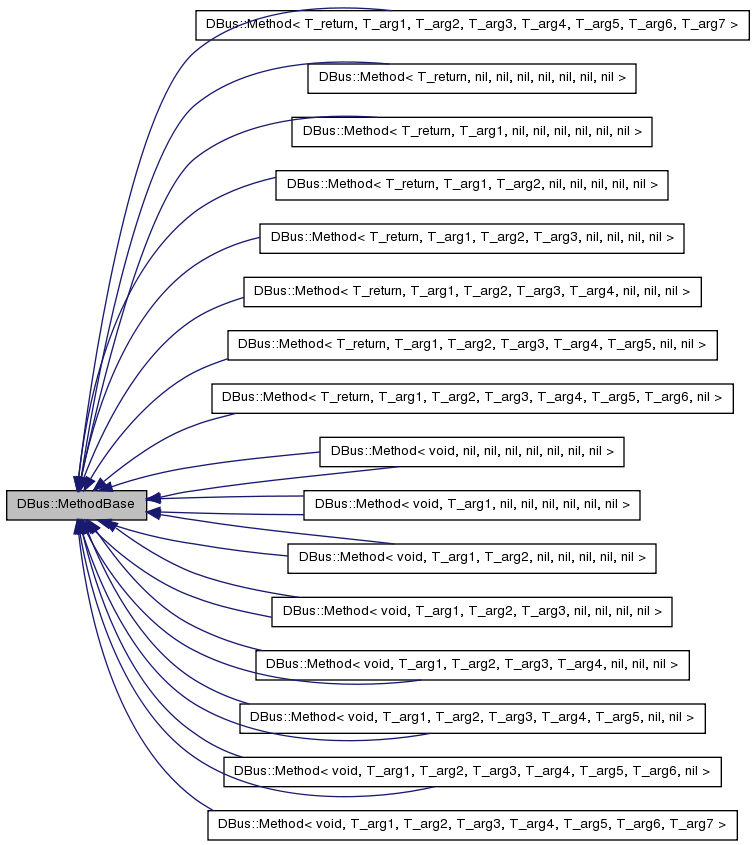 DBus::Method< T_return, T_arg1, T_arg2, T_arg3, T_arg4, T_arg5, T_arg6, T_arg7 >
DBus::Method< T_return, nil, nil, nil, nil, nil, nil, nil >
DBus::Method< T_return, T_arg1, nil, nil, nil, nil, nil, nil >
DBus::Method< T_return, T_arg1, T_arg2, nil, nil, nil, nil, nil >
DBus::Method< T_return, T_arg1, T_arg2, T_arg3, nil, nil, nil, nil >
DBus::Method< T_return, T_arg1, T_arg2, T_arg3, T_arg4, nil, nil, nil >
DBus::Method< T_return, T_arg1, T_arg2, T_arg3, T_arg4, T_arg5, nil, nil >
DBus::Method< T_return, T_arg1, T_arg2, T_arg3, T_arg4, T_arg5, T_arg6, nil >
DBus::Method< void, nil, nil, nil, nil, nil, nil, nil >
DBus::MethodBase
DBus::Method< void, T_arg1, nil, nil, nil, nil, nil, nil >
DBus::Method< void, T_arg1, T_arg2, nil, nil, nil, nil, nil >
DBus::Method< void, T_arg1, T_arg2, T_arg3, nil, nil, nil, nil >
DBus::Method< void, T_arg1, T_arg2, T_arg3, T_arg4, nil, nil, nil >
DBus::Method< void, T_arg1, T_arg2, T_arg3, T_arg4, T_arg5, nil, nil >
DBus::Method< void, T_arg1, T_arg2, T_arg3, T_arg4, T_arg5, T_arg6, nil >
DBus::Method< void, T_arg1, T_arg2, T_arg3, T_arg4, T_arg5, T_arg6, T_arg7 >